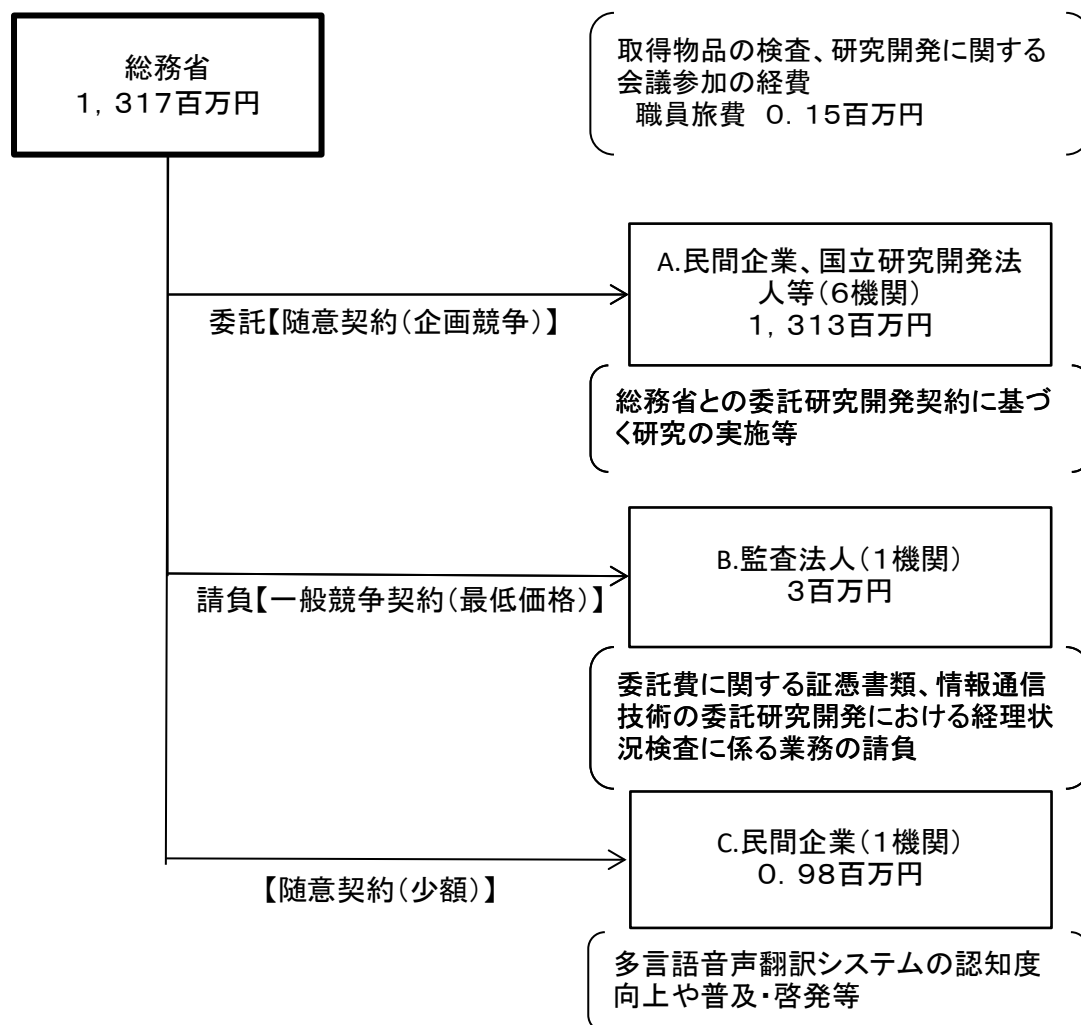 総務省
1, 317百万円
取得物品の検査、研究開発に関する
会議参加の経費
職員旅費 0. 15百万円
A.民間企業、国立研究開発法
人等(6機関)
1, 313百万円
委託【随意契約(企画競争)】
総務省との委託研究開発契約に基づ
く研究の実施等
B.監査法人(1機関)
3百万円
請負【一般競争契約(最低価格)】
委託費に関する証憑書類、情報通信
技術の委託研究開発における経理状
況検査に係る業務の請負
C.民間企業(1機関)
0. 98百万円
【随意契約(少額)】
多言語音声翻訳システムの認知度
向上や普及・啓発等